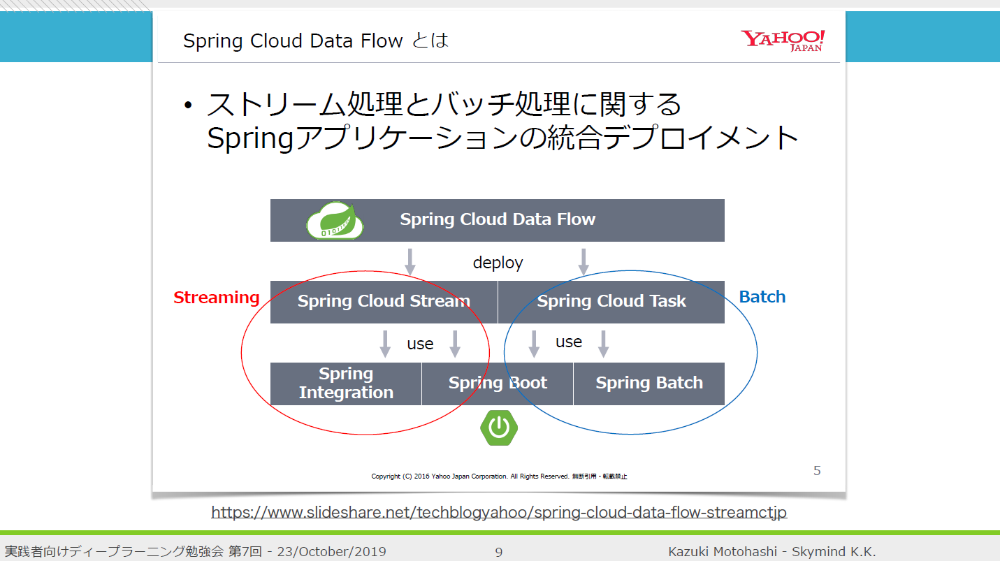 Spring Cloud Data Flow とは
YAHOO!
JAPAN
• ストリーム処理とバッチ処理に関する
Springアプリケーションの統合デプロイメント
Spring Cloud Data Flow
deploy
Streaming
Spring Cloud Stream
Spring Cloud Task
Batch
use
use
Spring
Integration
Spring Boot
Spring Batch
Copyright (C) 2016 Yahoo Japan Corporation. All Rights Reserved. 無断引用・転載禁止
5
https://www.slideshare.net/techblogyahoo/spring-cloud-data-flow-streamctjp
実践者向けディープラーニング勉強会 第7回 - 23/October/2019
9
Kazuki Motohashi - Skymind K.K.